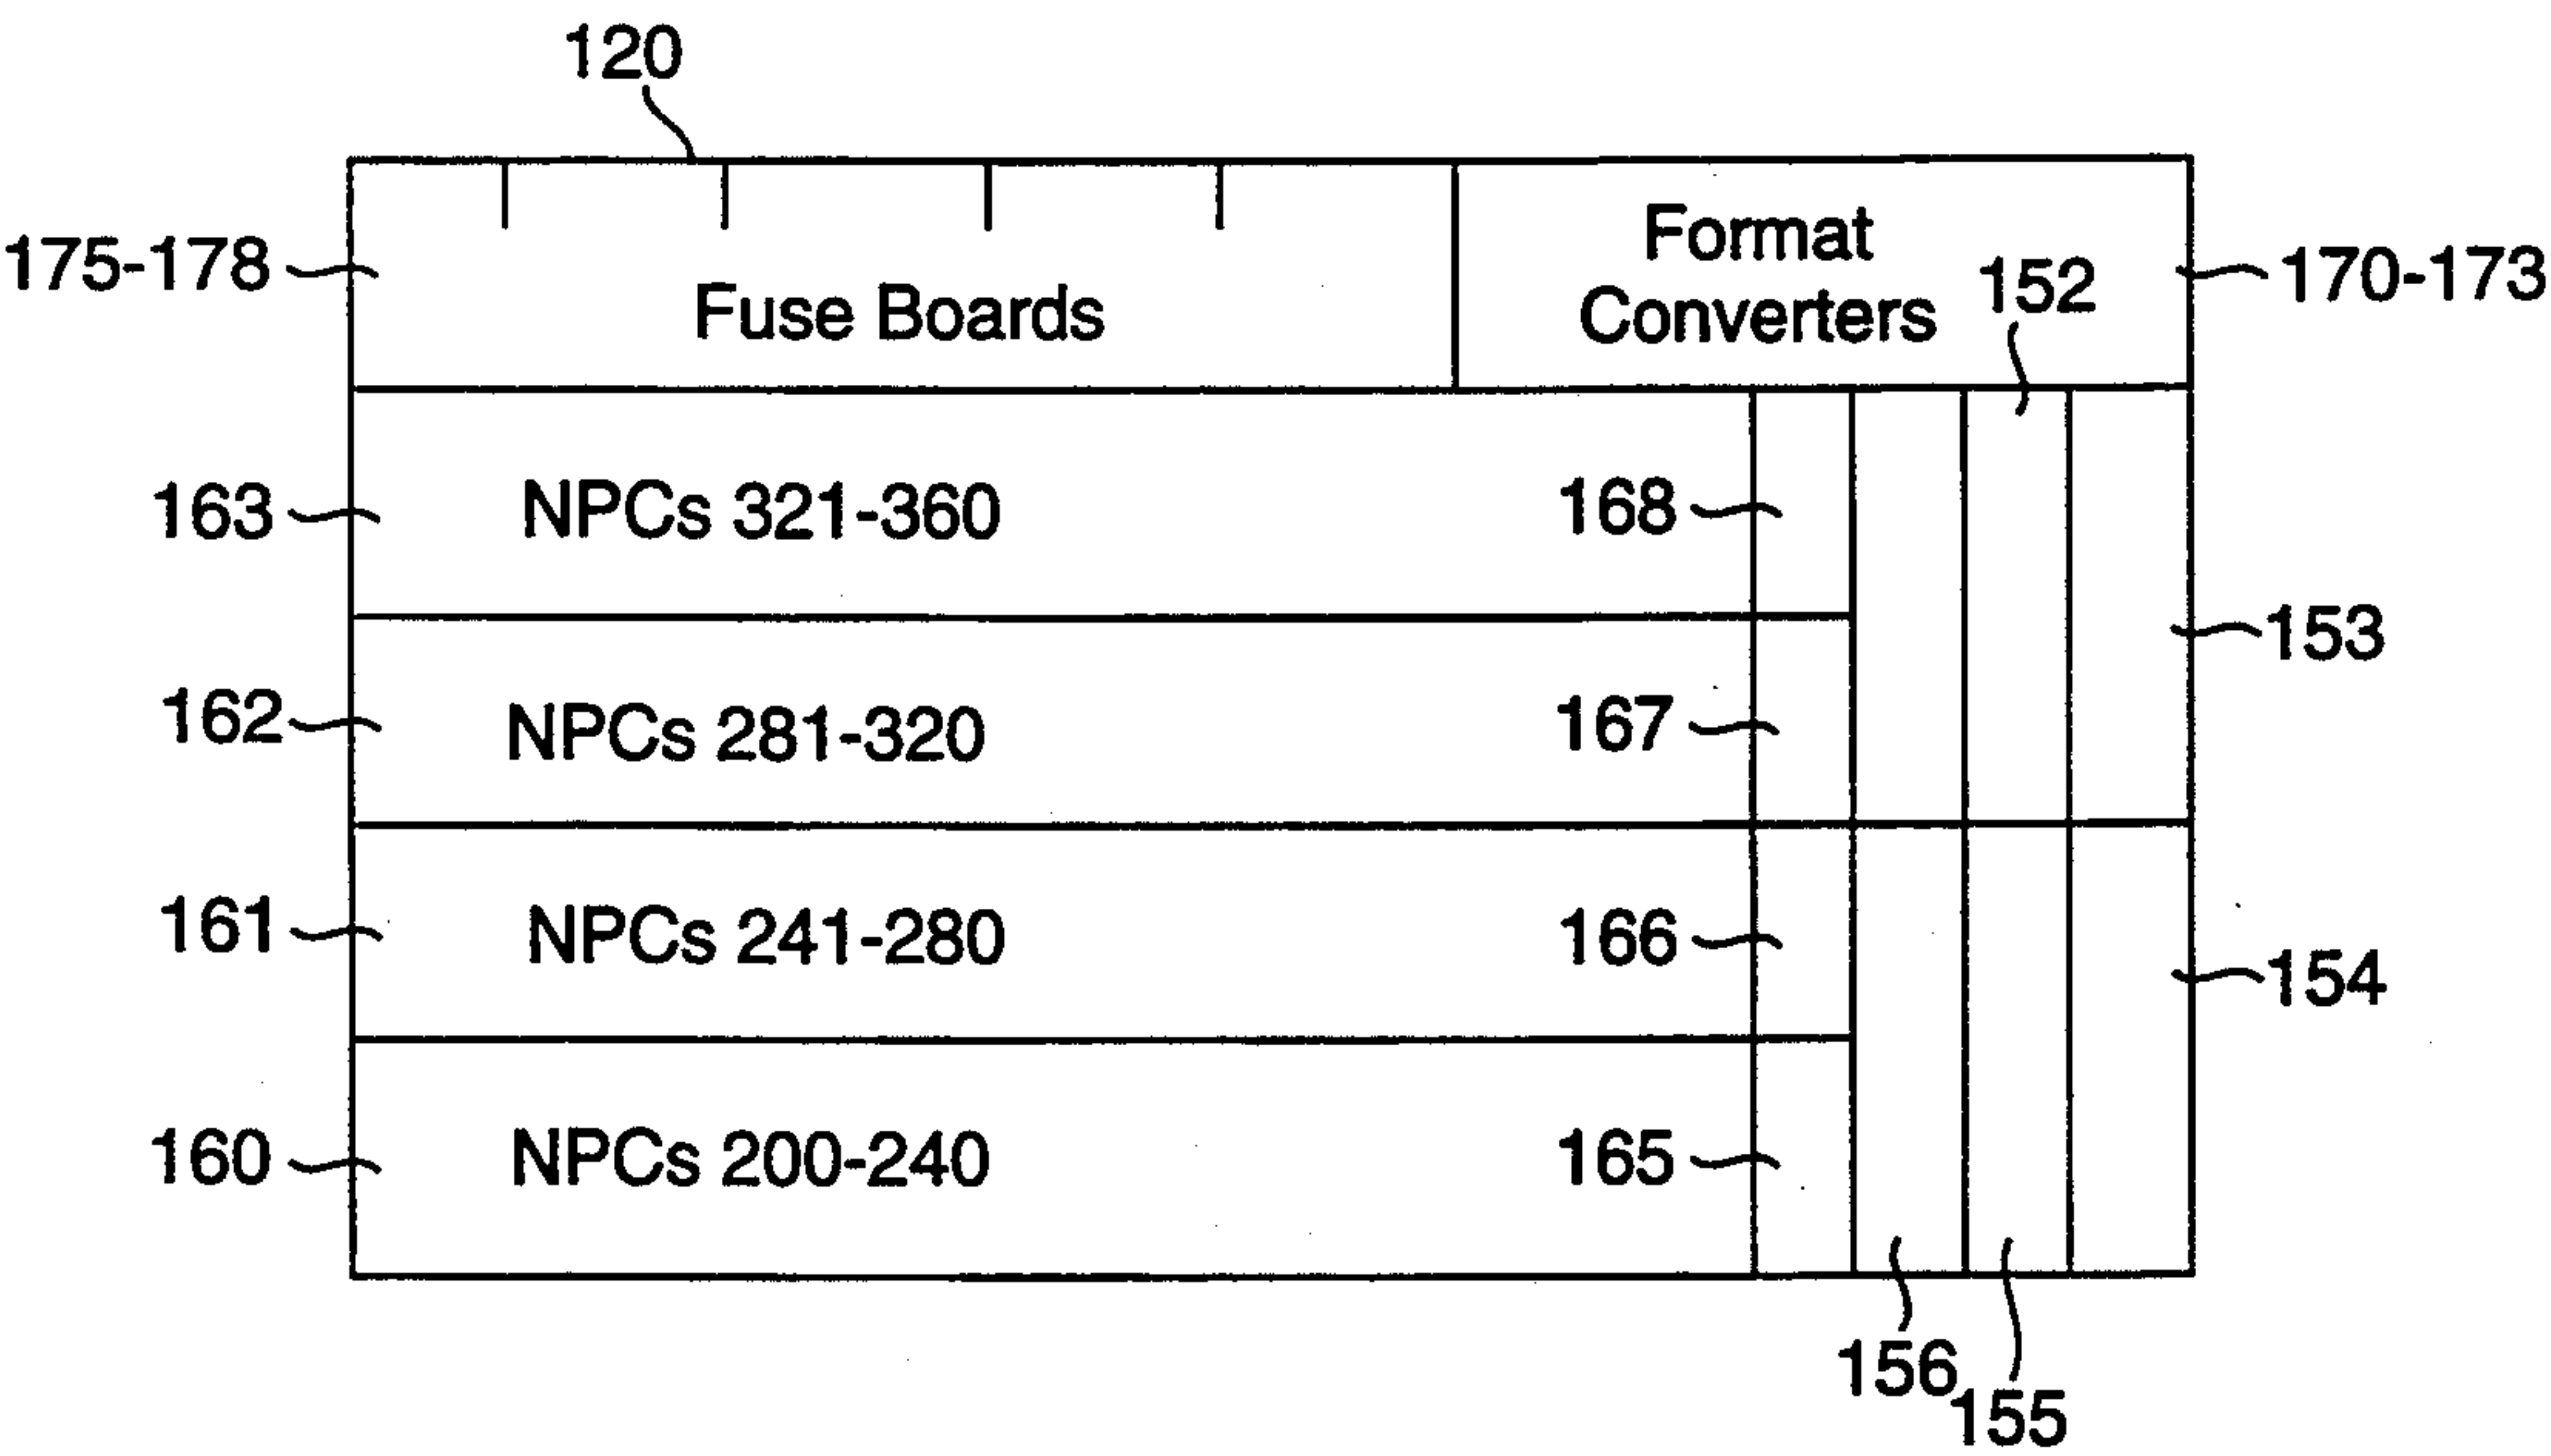 120
175-178
Fuse Boards
Format
Converters
152
170-173
163
NPCs 321-360
168
153
162
NPCs 281-320
167
161
NPCs 241-280
166
154
160
NPCs 200-240
165
156
155